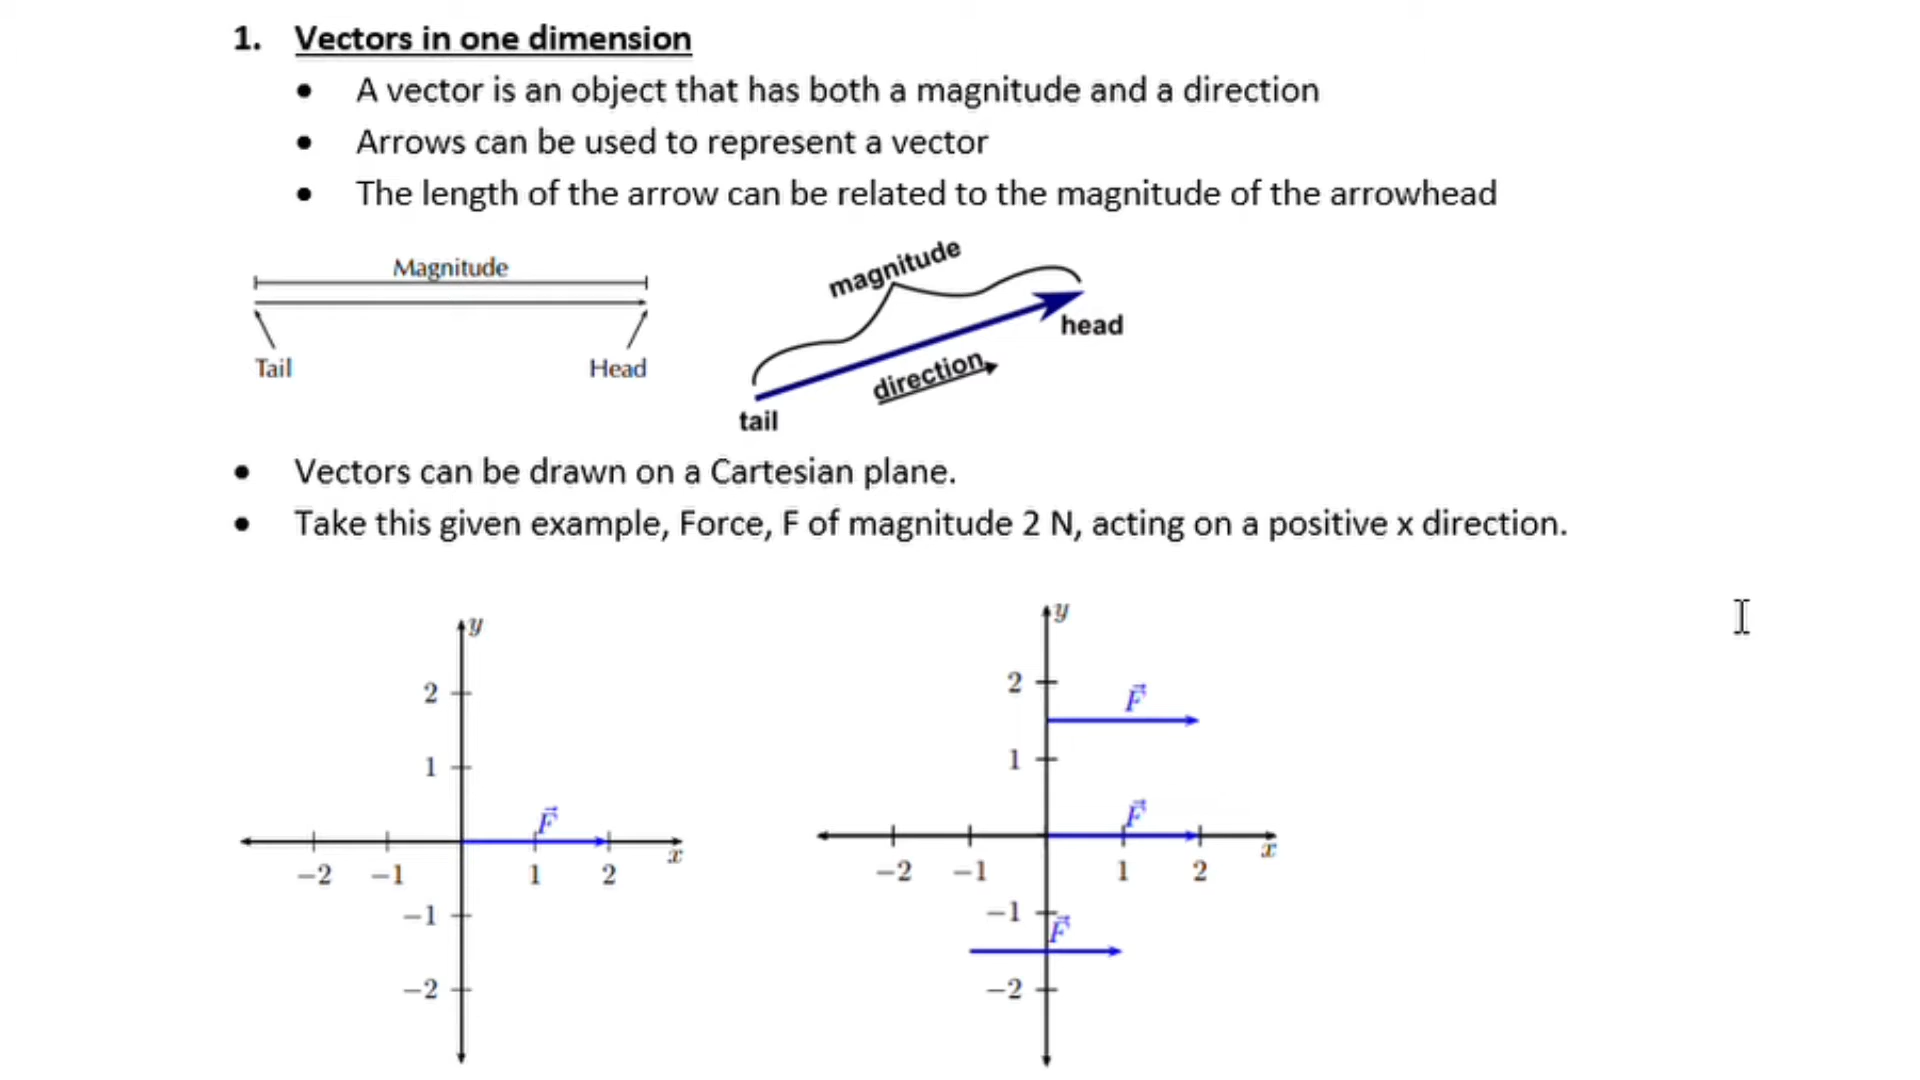 1. Vectors in one dimension
• A vector is an object that has both a magnitude and a direction
• Arrows can be used to represent a vector
• The length of the arrow can be related to the magnitude of the arrowhead
Magnitude
Tail
Head
magnitude
head
direction
tail
• Vectors can be drawn on a Cartesian plane.
• Take this given example, Force, F of magnitude 2 N, acting on a positive x direction.
y
2
1
F⃗
x
−2 −1 1 2
−1
−2
y
2
F⃗
1
F⃗
x
−2 −1 1 2
−1
F⃗
−2